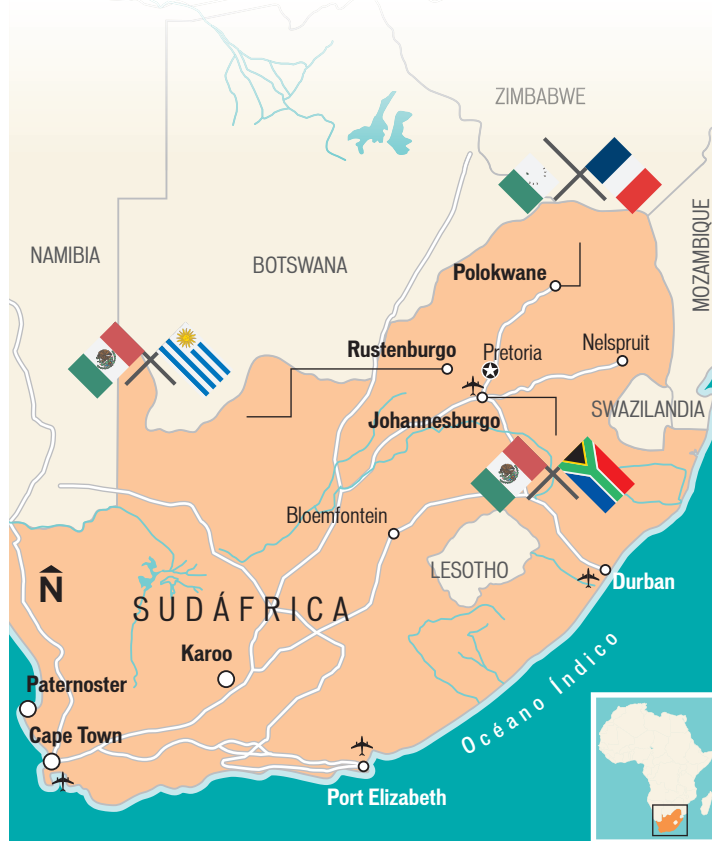 ZIMBABWE
MOZAMBIQUE
NAMIBIA
BOTSWANA
Polokwane
Rustenburgo
Pretoria
Nelspruit
Johannesburgo
SWAZILANDIA
Bloemfontein
LESOTHO
Durban
N
SUDÁFRICA
Karoo
Océano Índico
Paternoster
Cape Town
Port Elizabeth